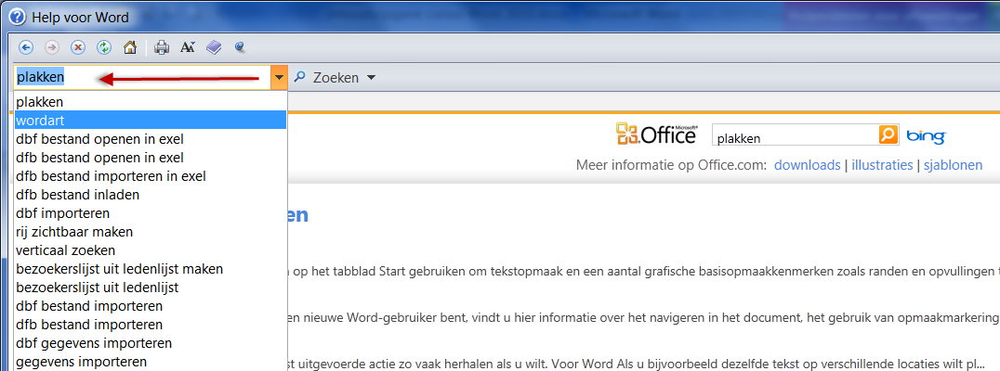 Help voor Word
plakken
Zoeken
plakken
wordart
dbf bestand openen in exel
dfb bestand openen in exel
dfb bestand importeren in exel
dfb bestand inladen
dbf importeren
rij zichtbaar maken
verticaal zoeken
bezoekerslijst uit ledenlijst maken
bezoekerslijst uit ledenlijst
dbf bestand importeren
dfb bestand importeren
dbf gegevens importeren
gegevens importeren
Microsoft®
Office
plakken
bing
Meer informatie op Office.com: downloads | illustraties | sjablonen
en
op het tabblad Start gebruiken om tekstopmaak en een aantal grafische basisopmaakkenmerken zoals randen en opvullingen t
en nieuwe Word-gebruiker bent, vindt u hier informatie over het navigeren in het document, het gebruik van opmaakmarkering
st uitgevoerde actie zo vaak herhalen als u wilt. Voor Word Als u bijvoorbeeld dezelfde tekst op verschillende locaties wilt pl...